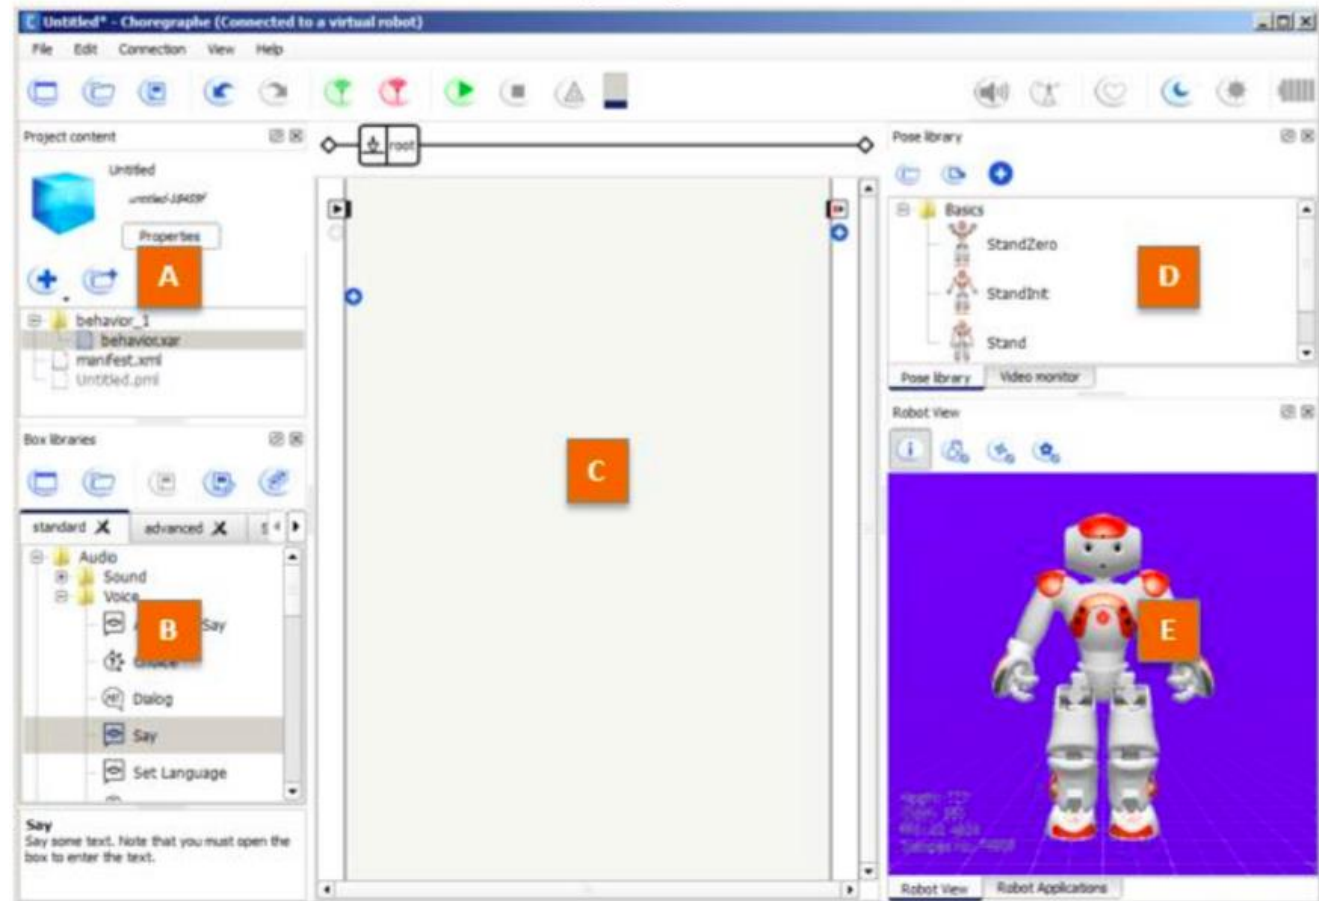 Untitled* - Choregraphe (Connected to a virtual robot)
File Edit Connection View Help
Project content
Untitled
Properties
A
behavior_1
behavior.xar
manifest.xml
Untitled.pml
Box libraries
standard advanced
Audio
Sound
Voice
B
Say
Dialog
Say
Set Language
Say
Say some text. Note that you must open the
box to enter the text.
root
C
Pose library
Basics
StandZero
StandInit
Stand
D
Pose library Video monitor
Robot View
E
Robot View Robot Applications